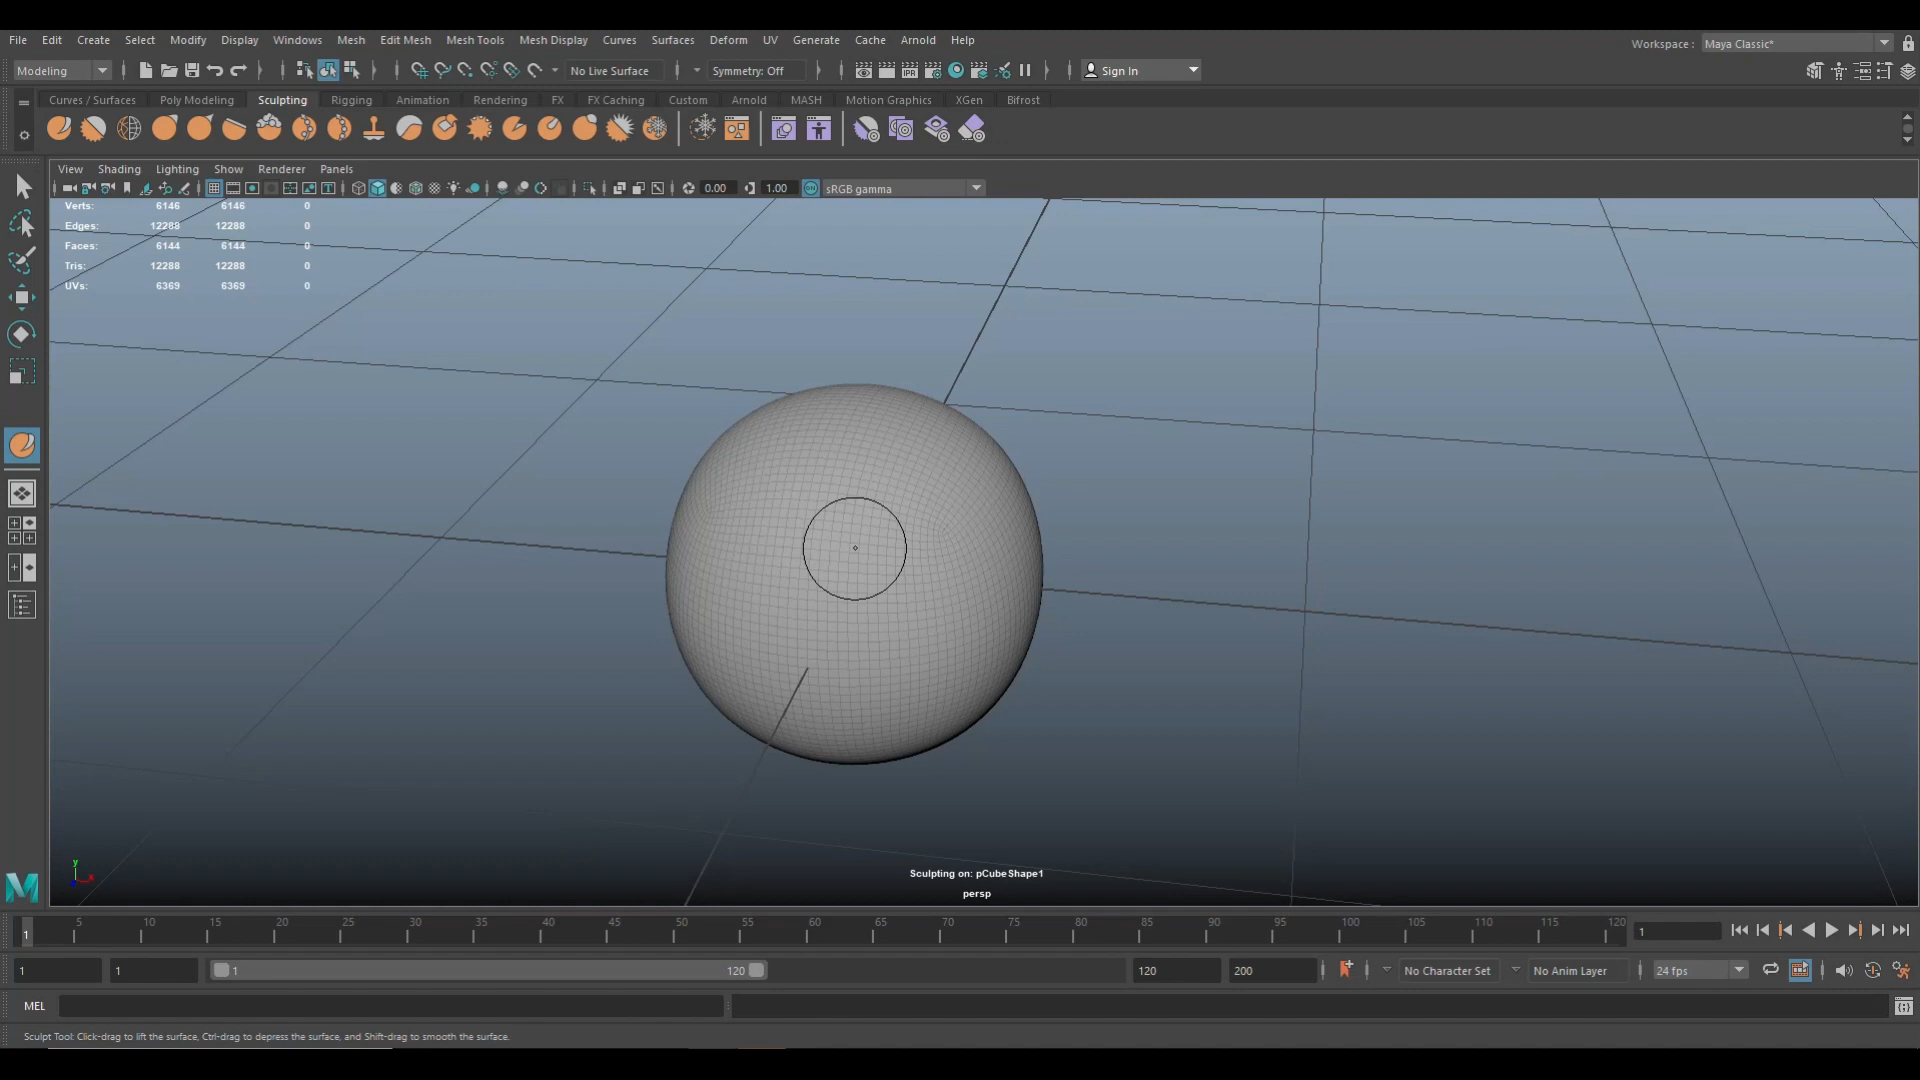 File Edit Create Select Modify Display Windows Mesh Edit Mesh Mesh Tools Mesh Display Curves Surfaces Deform UV Generate Cache Arnold Help
Workspace : Maya Classic*
Modeling No Live Surface Symmetry: Off IPR Sign In
Curves / Surfaces Poly Modeling Sculpting Rigging Animation Rendering FX FX Caching Custom Arnold MASH Motion Graphics XGen Bifrost
View Shading Lighting Show Renderer Panels
0.00 1.00 ON sRGB gamma
Verts: 6146 6146 0
Edges: 12288 12288 0
Faces: 6144 6144 0
Tris: 12288 12288 0
UVs: 6369 6369 0
y
x
Sculpting on: pCubeShape1
persp
1 5 10 15 20 25 30 35 40 45 50 55 60 65 70 75 80 85 90 95 100 105 110 115 120 1
1 1 1 120 120 200 No Character Set No Anim Layer 24 fps
MEL
Sculpt Tool: Click-drag to lift the surface, Ctrl-drag to depress the surface, and Shift-drag to smooth the surface.